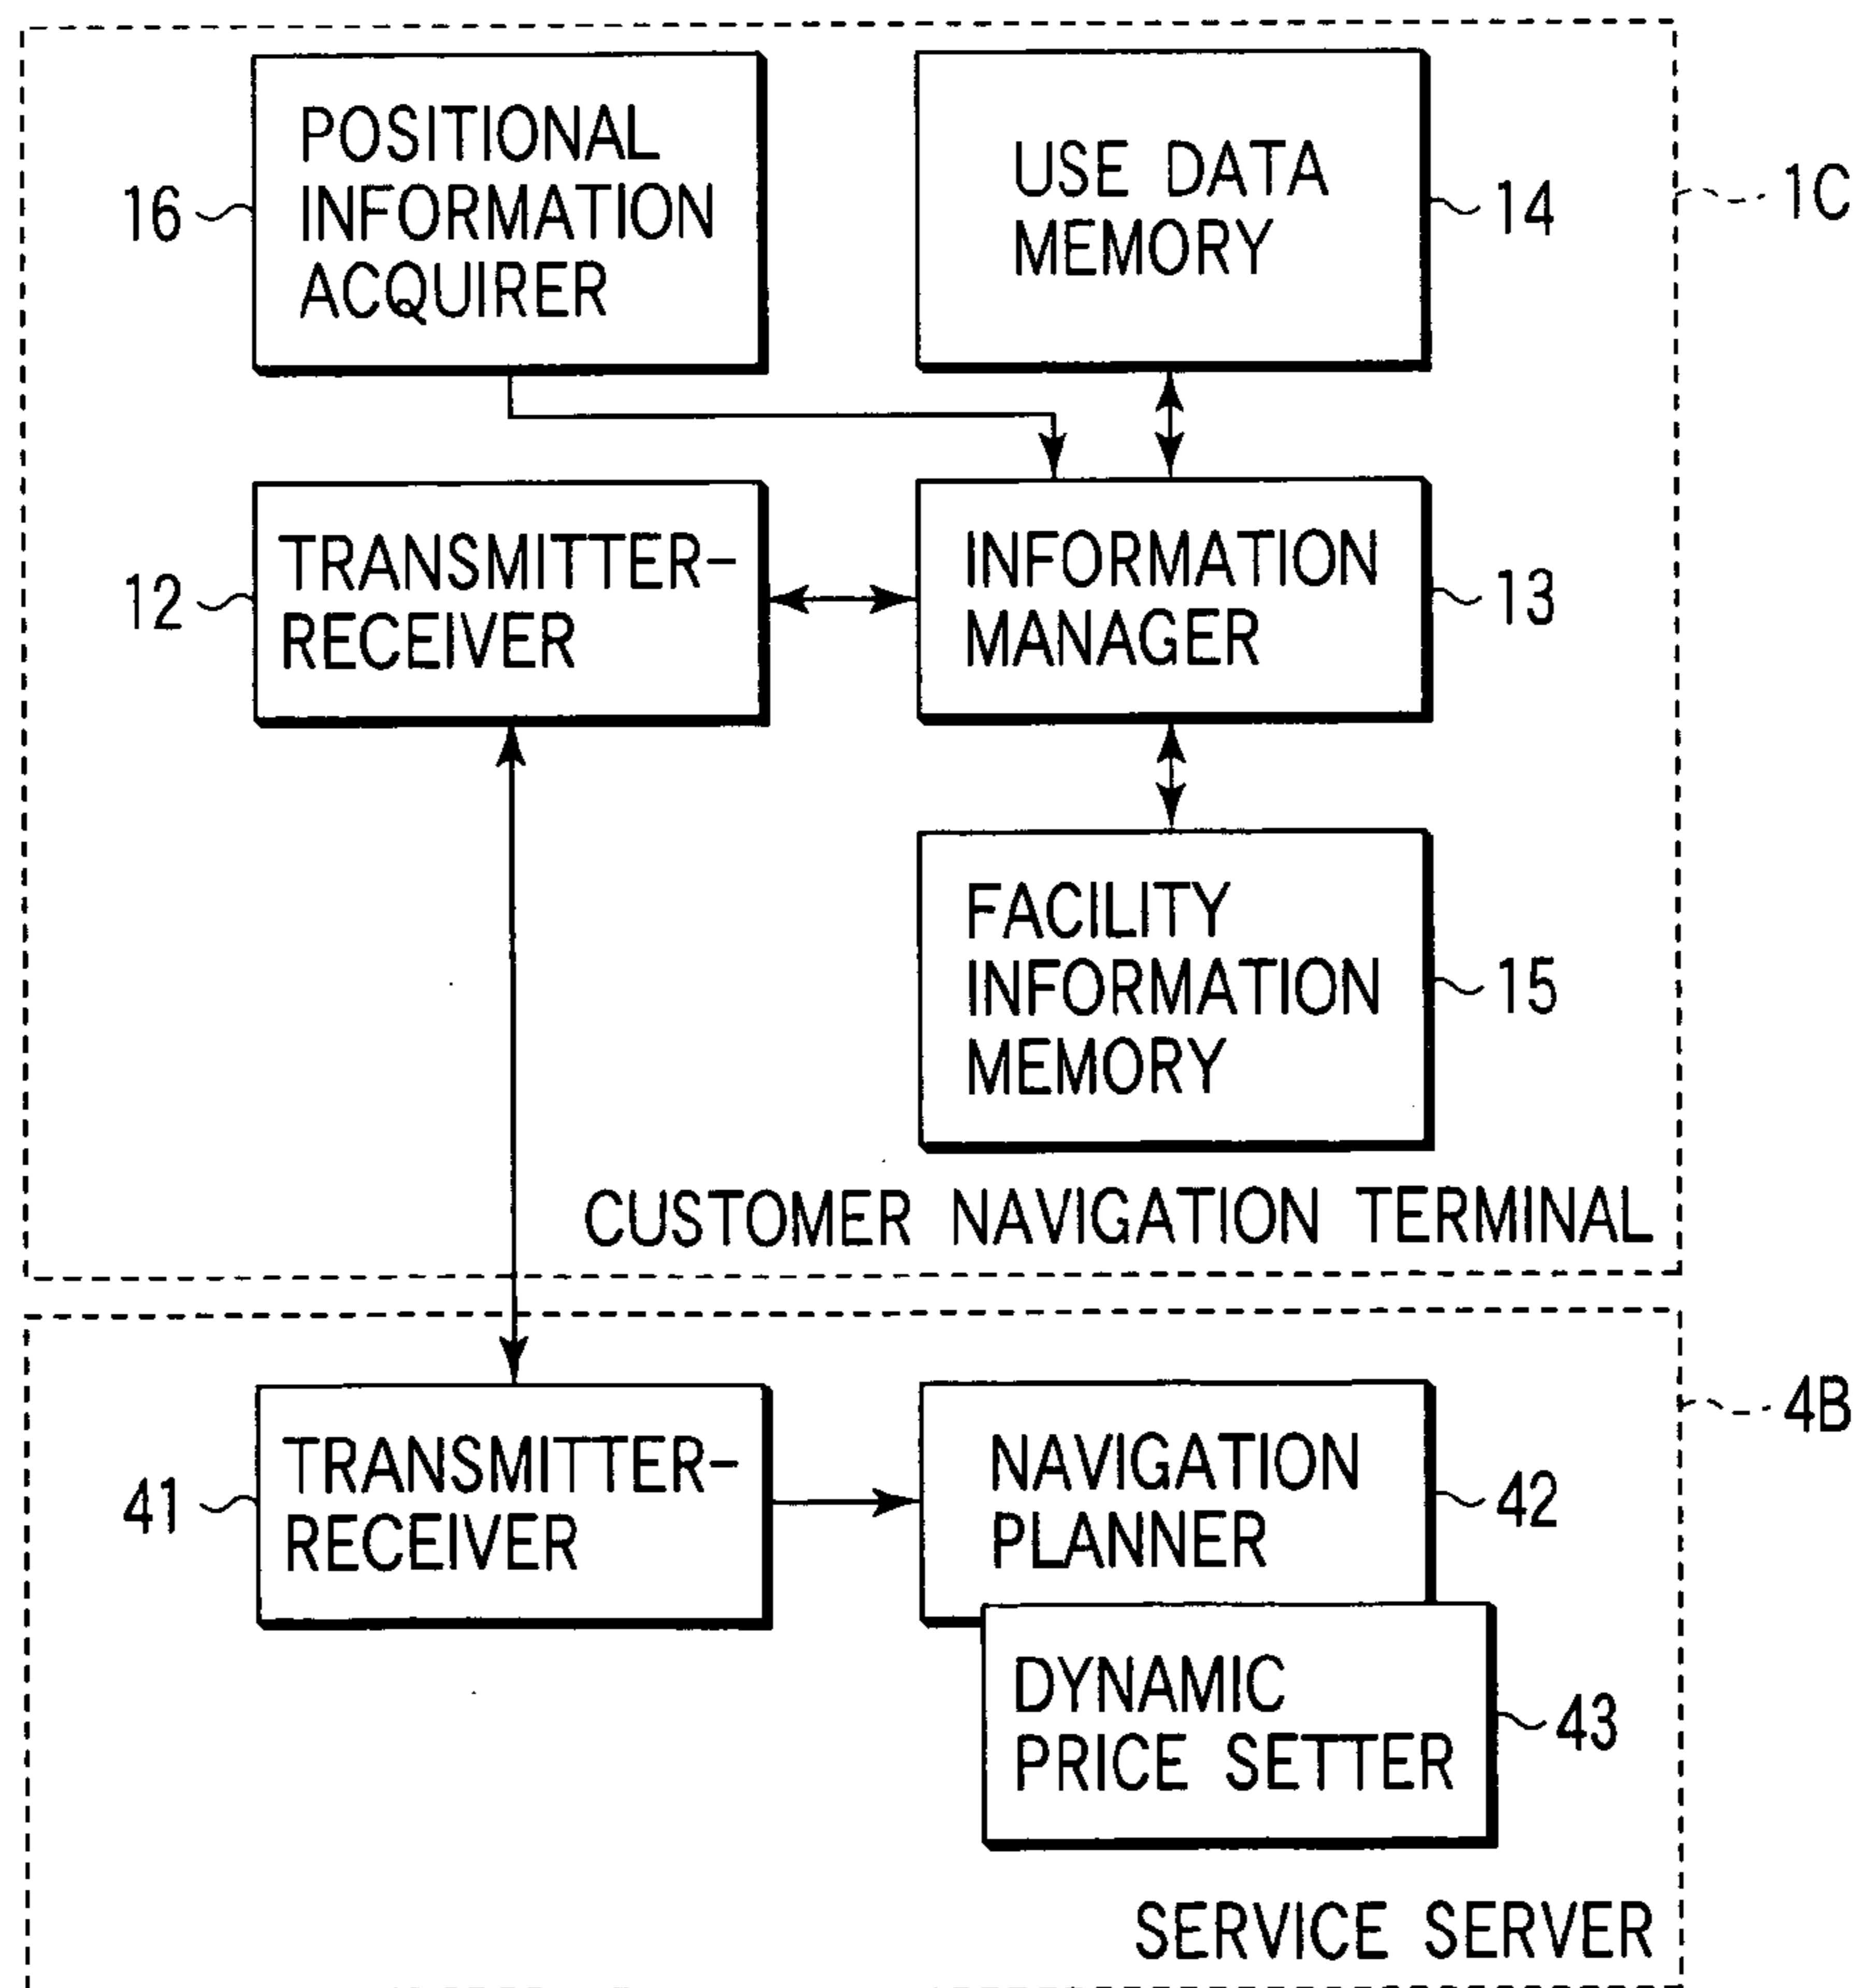 POSITIONAL
INFORMATION
ACQUIRER
16
USE DATA
MEMORY
14
1C
TRANSMITTER-
RECEIVER
12
INFORMATION
MANAGER
13
FACILITY
INFORMATION
MEMORY
15
CUSTOMER NAVIGATION TERMINAL
TRANSMITTER-
RECEIVER
41
NAVIGATION
PLANNER
42
4B
DYNAMIC
PRICE SETTER
43
SERVICE SERVER